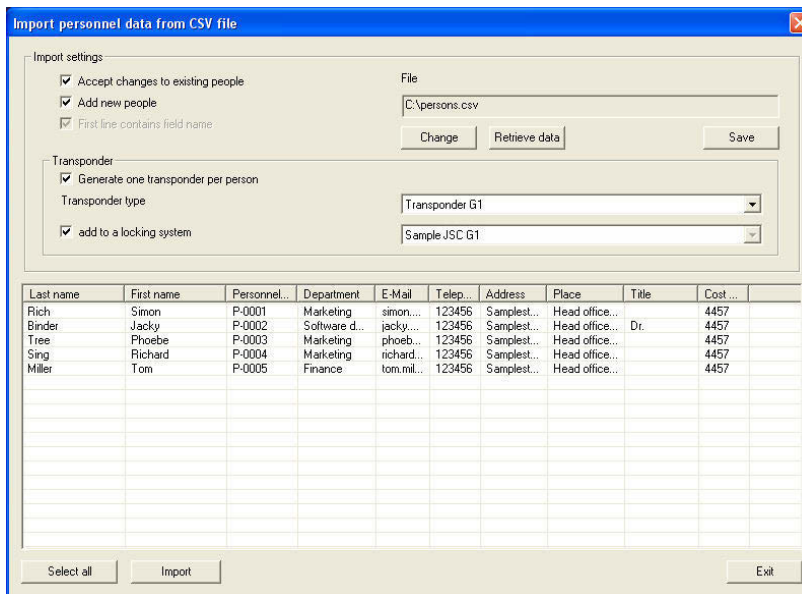 Import personnel data from CSV file
Import settings
Accept changes to existing people
File
Add new people
C:\persons.csv
First line contains field name
Change
Retrieve data
Save
Transponder
Generate one transponder per person
Transponder type
Transponder G1
add to a locking system
Sample JSC G1
Last name First name Personnel... Department E-Mail Telep... Address Place Title Cost ...
Rich Simon P-0001 Marketing simon.... 123456 Samplest... Head office... 4457
Binder Jacky P-0002 Software d... jacky.... 123456 Samplest... Head office... Dr. 4457
Tree Phoebe P-0003 Marketing phoeb... 123456 Samplest... Head office... 4457
Sing Richard P-0004 Marketing richard... 123456 Samplest... Head office... 4457
Miller Tom P-0005 Finance tom.mil... 123456 Samplest... Head office... 4457
Select all
Import
Exit